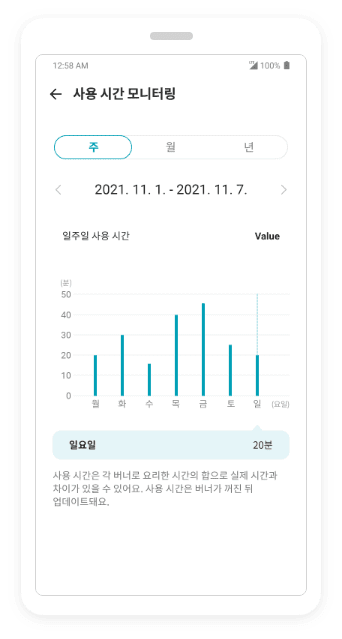 12:58 AM 100%
사용 시간 모니터링
주 월 년
2021. 11. 1. - 2021. 11. 7.
일주일 사용 시간 Value
(분)
50
40
30
20
10
0
월 화 수 목 금 토 일 (요일)
일요일 20분
사용 시간은 각 버너로 요리한 시간의 합으로 실제 시간과
차이가 있을 수 있어요. 사용 시간은 버너가 꺼진 뒤
업데이트돼요.